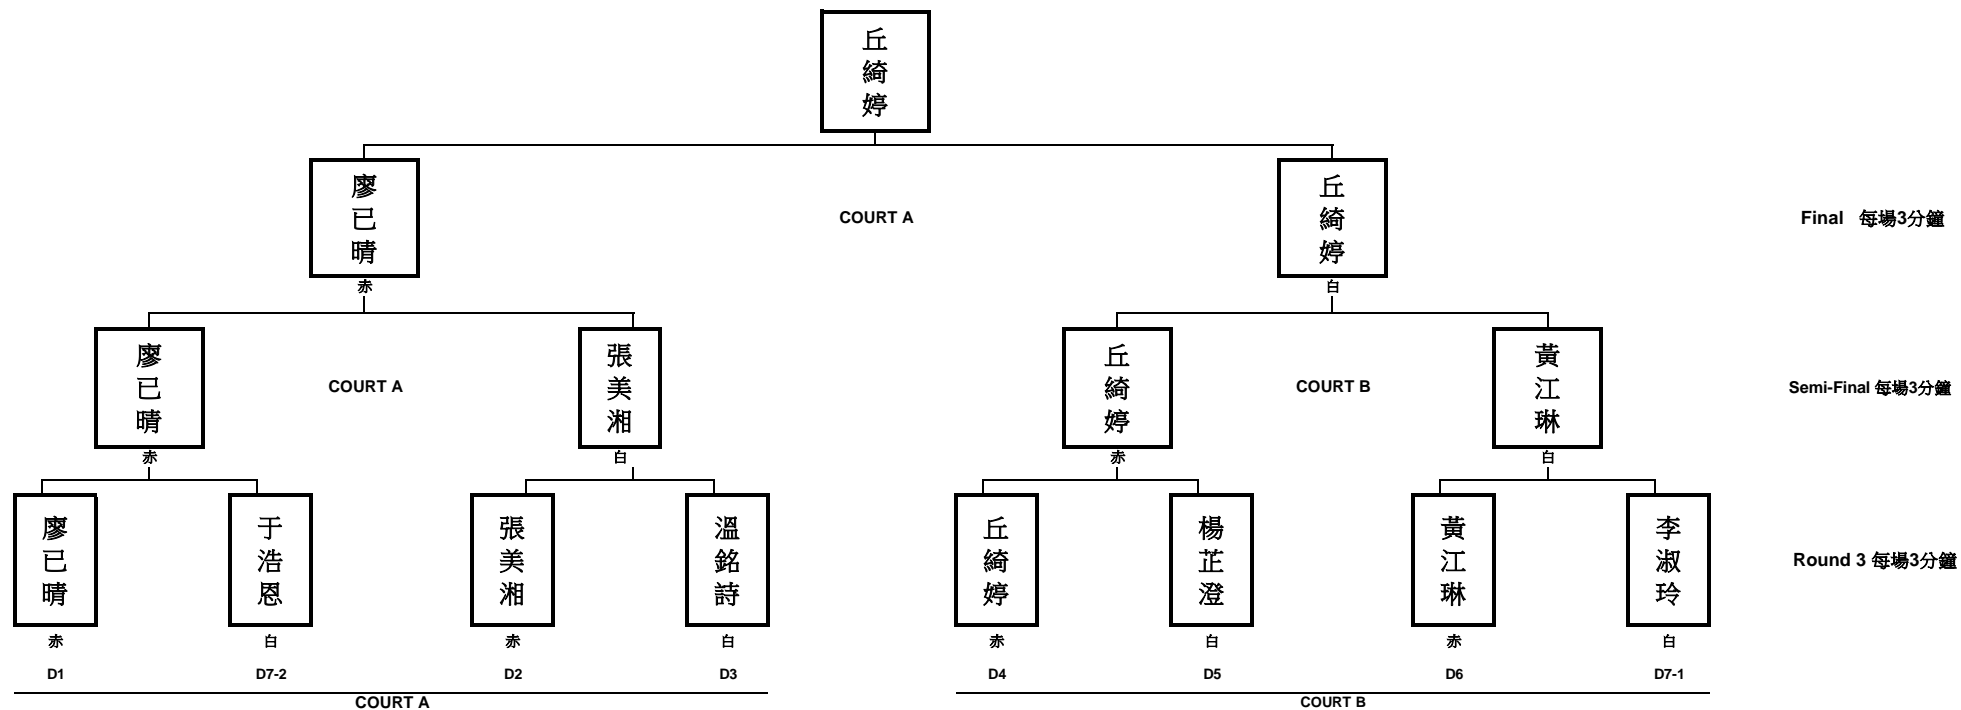 丘綺婷
廖已晴
COURT A
丘綺婷
Final 每場3分鐘
赤
白
廖已晴
COURT A
張美湘
丘綺婷
COURT B
黃江琳
Semi-Final 每場3分鐘
赤
白
赤
白
廖已晴
于浩恩
張美湘
溫銘詩
丘綺婷
楊芷澄
黃江琳
李淑玲
Round 3 每場3分鐘
赤
白
赤
白
赤
白
赤
白
D1
D7-2
D2
D3
D4
D5
D6
D7-1
COURT A
COURT B